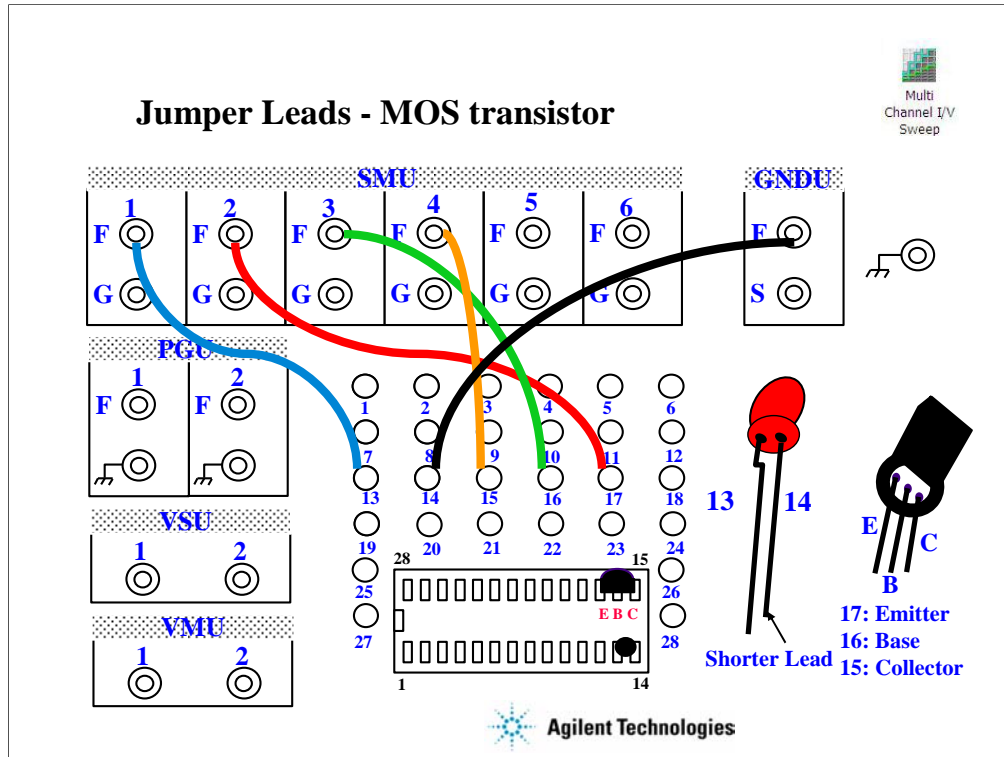 Multi
Channel I/V
Sweep
Jumper Leads - MOS transistor
SMU
GNDU
1 2 3 4 5 6
F F F F F F F
G G G G G G S
PGU
1 2
F F
1 2 3 4 5 6
7 8 9 10 11 12
13 14 15 16 17 18
19 20 21 22 23 24
VSU
1 2
28 15
25 26
E B C
27 28
VMU
1 2
1 14
13 14
Shorter Lead
E
C
B
17: Emitter
16: Base
15: Collector
Agilent Technologies